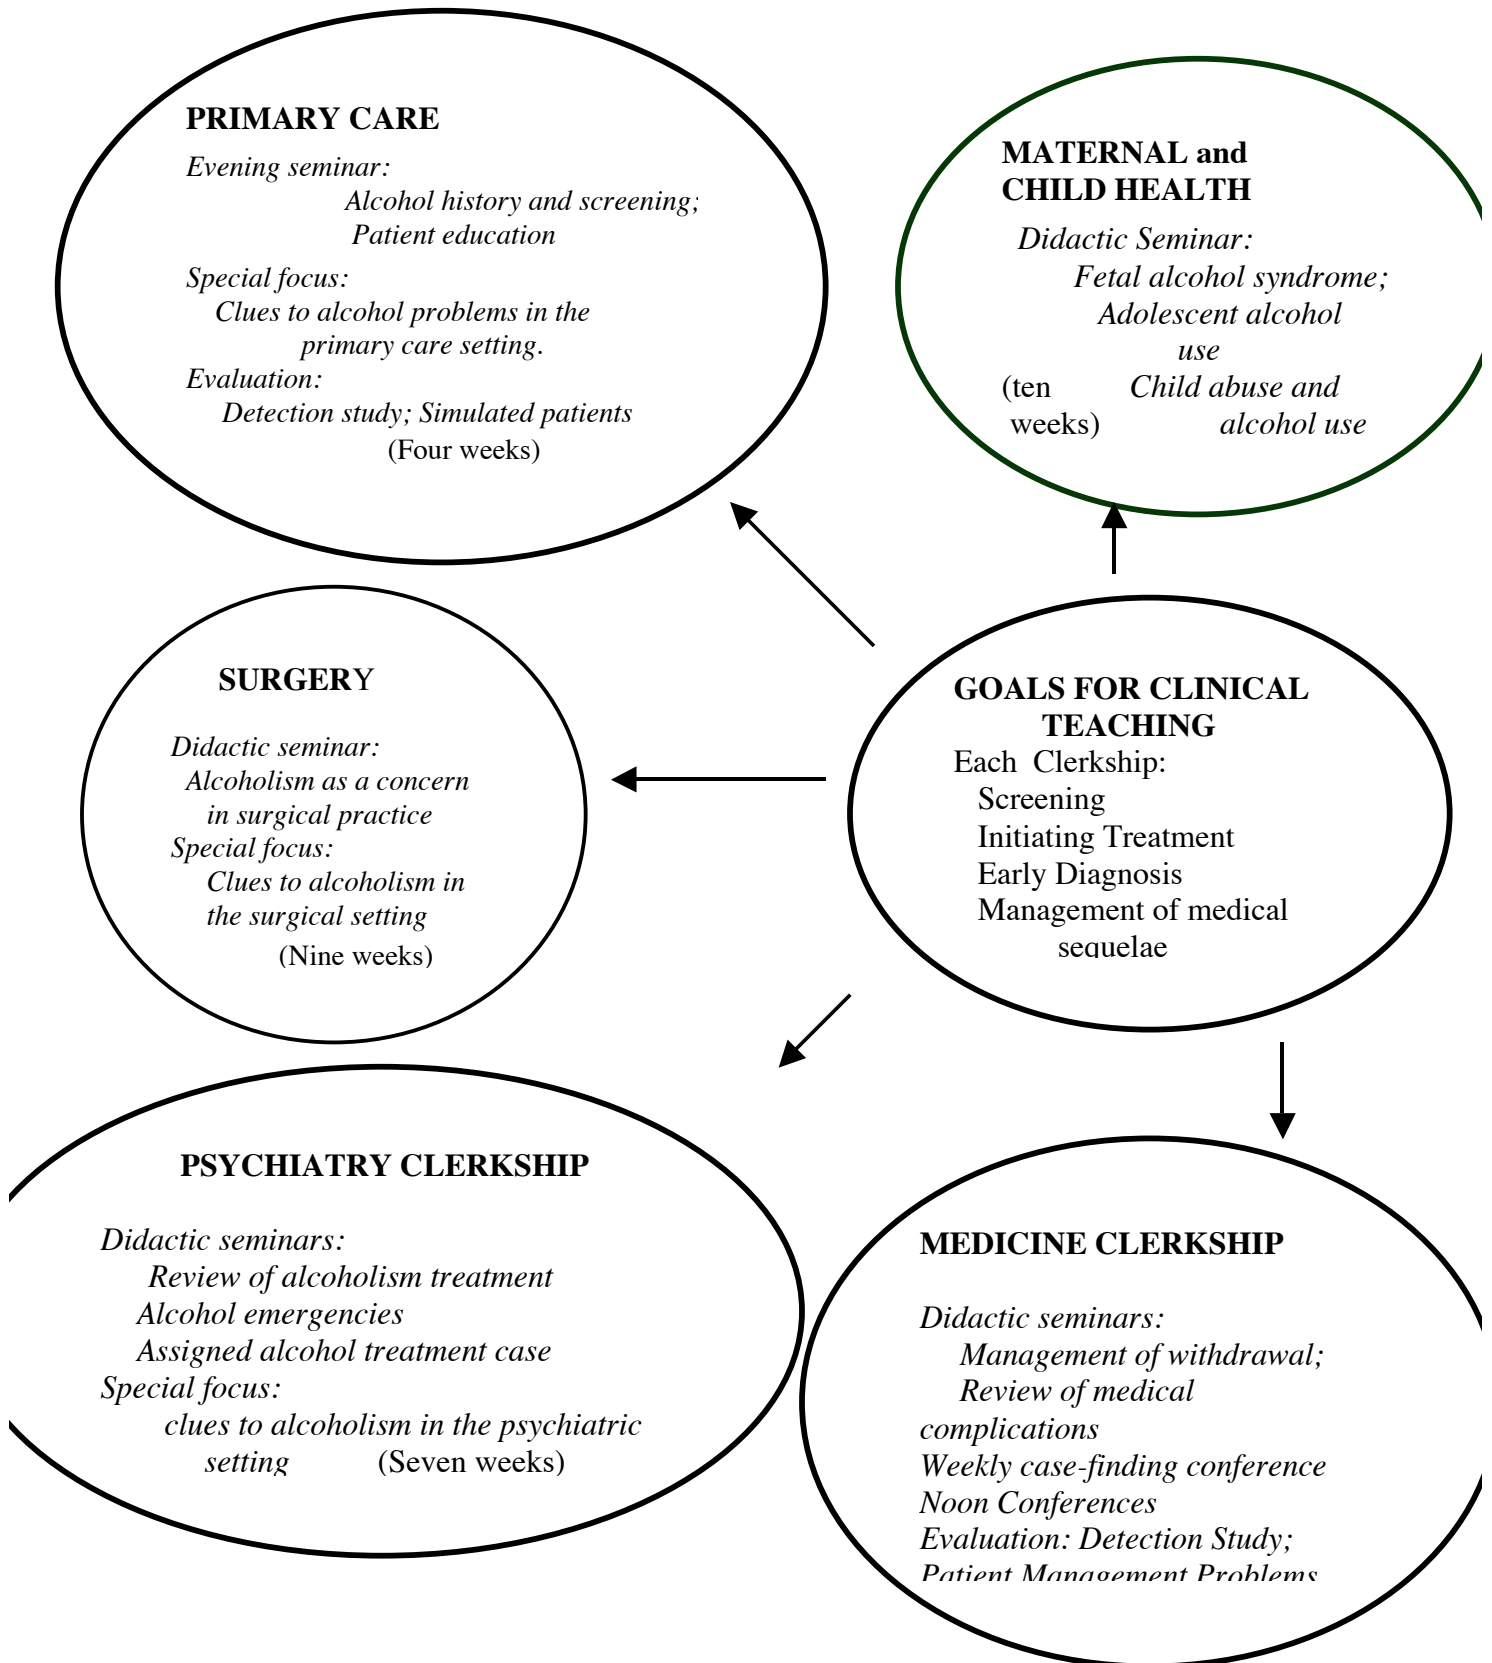 PRIMARY CARE
Evening seminar:
Alcohol history and screening;
Patient education
Special focus:
Clues to alcohol problems in the
primary care setting.
Evaluation:
Detection study; Simulated patients
(Four weeks)
MATERNAL and
CHILD HEALTH
Didactic Seminar:
Fetal alcohol syndrome;
Adolescent alcohol
use
(ten Child abuse and
weeks) alcohol use
SURGERY
Didactic seminar:
Alcoholism as a concern
in surgical practice
Special focus:
Clues to alcoholism in
the surgical setting
(Nine weeks)
GOALS FOR CLINICAL
TEACHING
Each Clerkship:
Screening
Initiating Treatment
Early Diagnosis
Management of medical
sequelae
PSYCHIATRY CLERKSHIP
Didactic seminars:
Review of alcoholism treatment
Alcohol emergencies
Assigned alcohol treatment case
Special focus:
clues to alcoholism in the psychiatric
setting (Seven weeks)
MEDICINE CLERKSHIP
Didactic seminars:
Management of withdrawal;
Review of medical
complications
Weekly case-finding conference
Noon Conferences
Evaluation: Detection Study;
Patient Management Problems